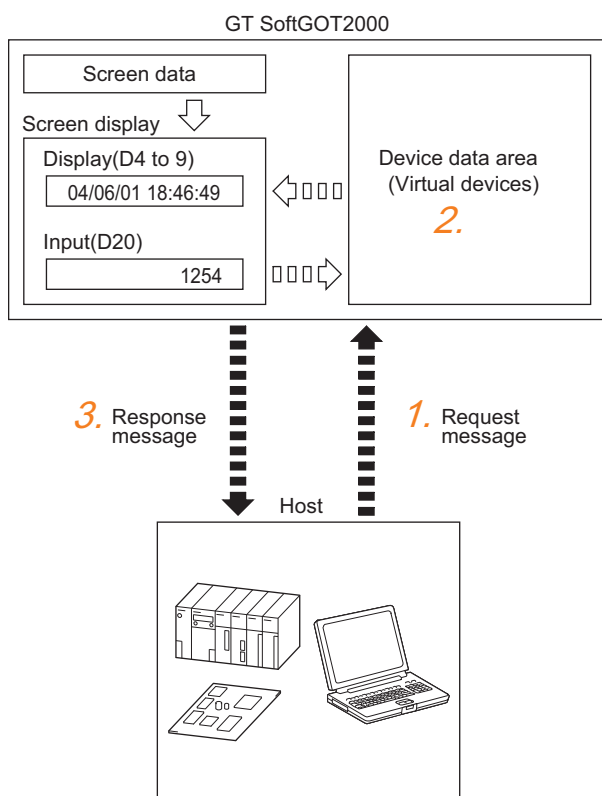 GT SoftGOT2000
Screen data
Screen display
Display(D4 to 9)
04/06/01 18:46:49
Input(D20)
1254
Device data area
(Virtual devices)
2.
3. Response
message
1. Request
message
Host